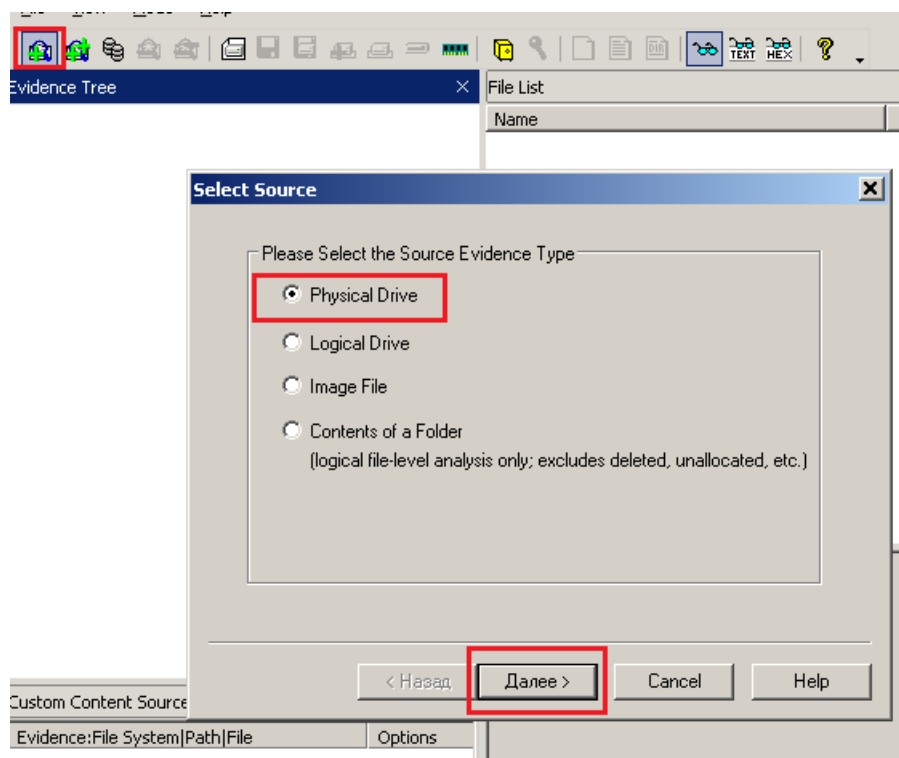 TEXT HEX
DIR
Evidence Tree
File List
Name
Select Source
Please Select the Source Evidence Type
Physical Drive
Logical Drive
Image File
Contents of a Folder
(logical file-level analysis only; excludes deleted, unallocated, etc.)
< Назад Далее > Cancel Help
Custom Content Source
Evidence:File System|Path|File Options